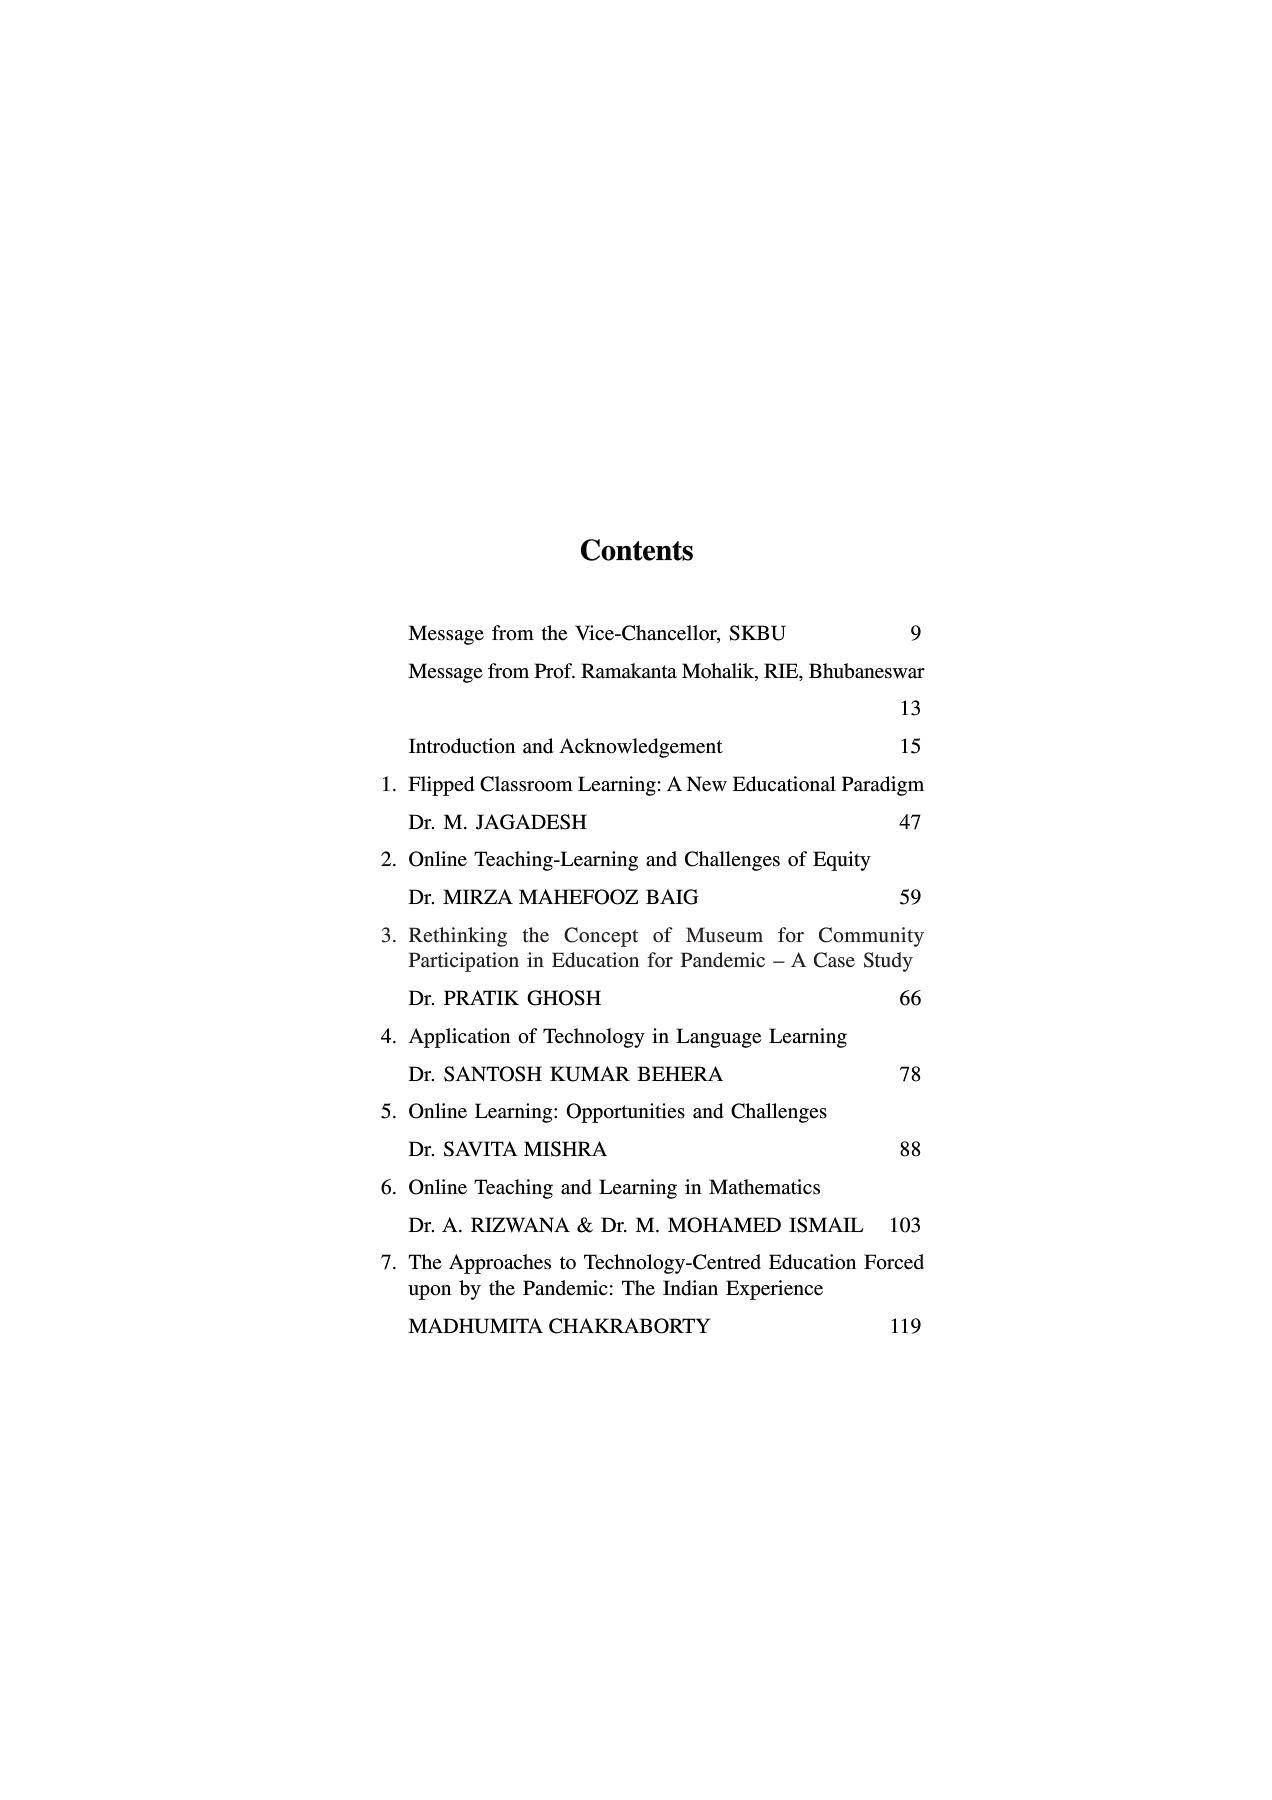 Contents
Message from the Vice-Chancellor, SKBU 9
Message from Prof. Ramakanta Mohalik, RIE, Bhubaneswar
13
Introduction and Acknowledgement 15
1. Flipped Classroom Learning: A New Educational Paradigm
Dr. M. JAGADESH 47
2. Online Teaching-Learning and Challenges of Equity
Dr. MIRZA MAHEFOOZ BAIG 59
3. Rethinking the Concept of Museum for Community
Participation in Education for Pandemic – A Case Study
Dr. PRATIK GHOSH 66
4. Application of Technology in Language Learning
Dr. SANTOSH KUMAR BEHERA 78
5. Online Learning: Opportunities and Challenges
Dr. SAVITA MISHRA 88
6. Online Teaching and Learning in Mathematics
Dr. A. RIZWANA & Dr. M. MOHAMED ISMAIL 103
7. The Approaches to Technology-Centred Education Forced
upon by the Pandemic: The Indian Experience
MADHUMITA CHAKRABORTY 119